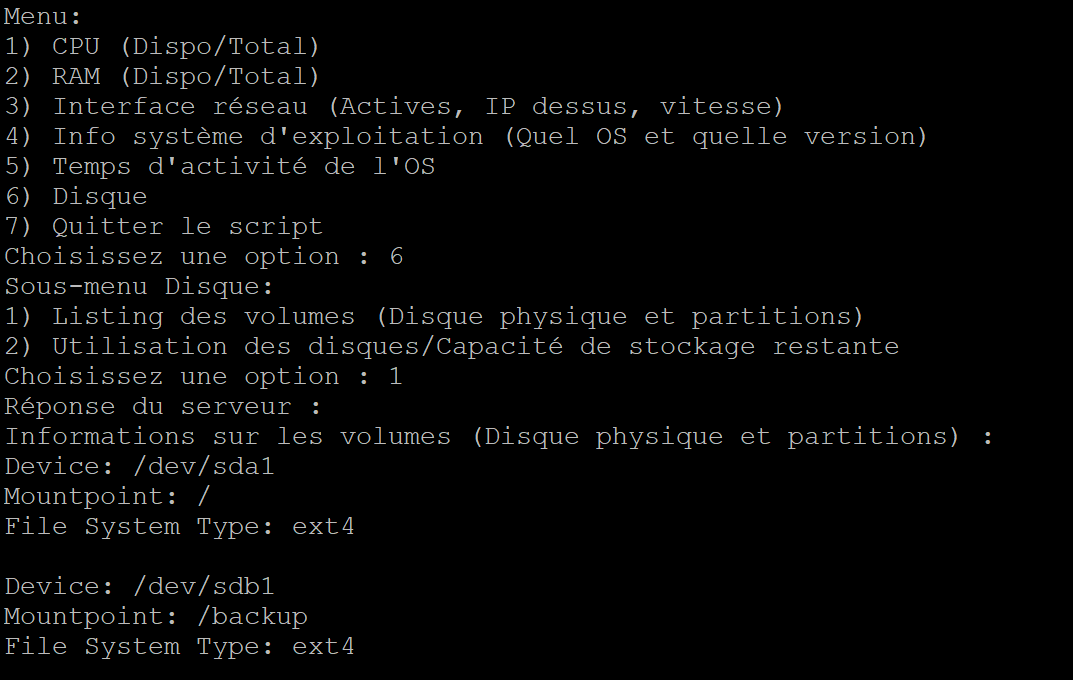 Menu:
1) CPU (Dispo/Total)
2) RAM (Dispo/Total)
3) Interface réseau (Actives, IP dessus, vitesse)
4) Info système d'exploitation (Quel OS et quelle version)
5) Temps d'activité de l'OS
6) Disque
7) Quitter le script
Choisissez une option : 6
Sous-menu Disque:
1) Listing des volumes (Disque physique et partitions)
2) Utilisation des disques/Capacité de stockage restante
Choisissez une option : 1
Réponse du serveur :
Informations sur les volumes (Disque physique et partitions) :
Device: /dev/sda1
Mountpoint: /
File System Type: ext4
Device: /dev/sdb1
Mountpoint: /backup
File System Type: ext4